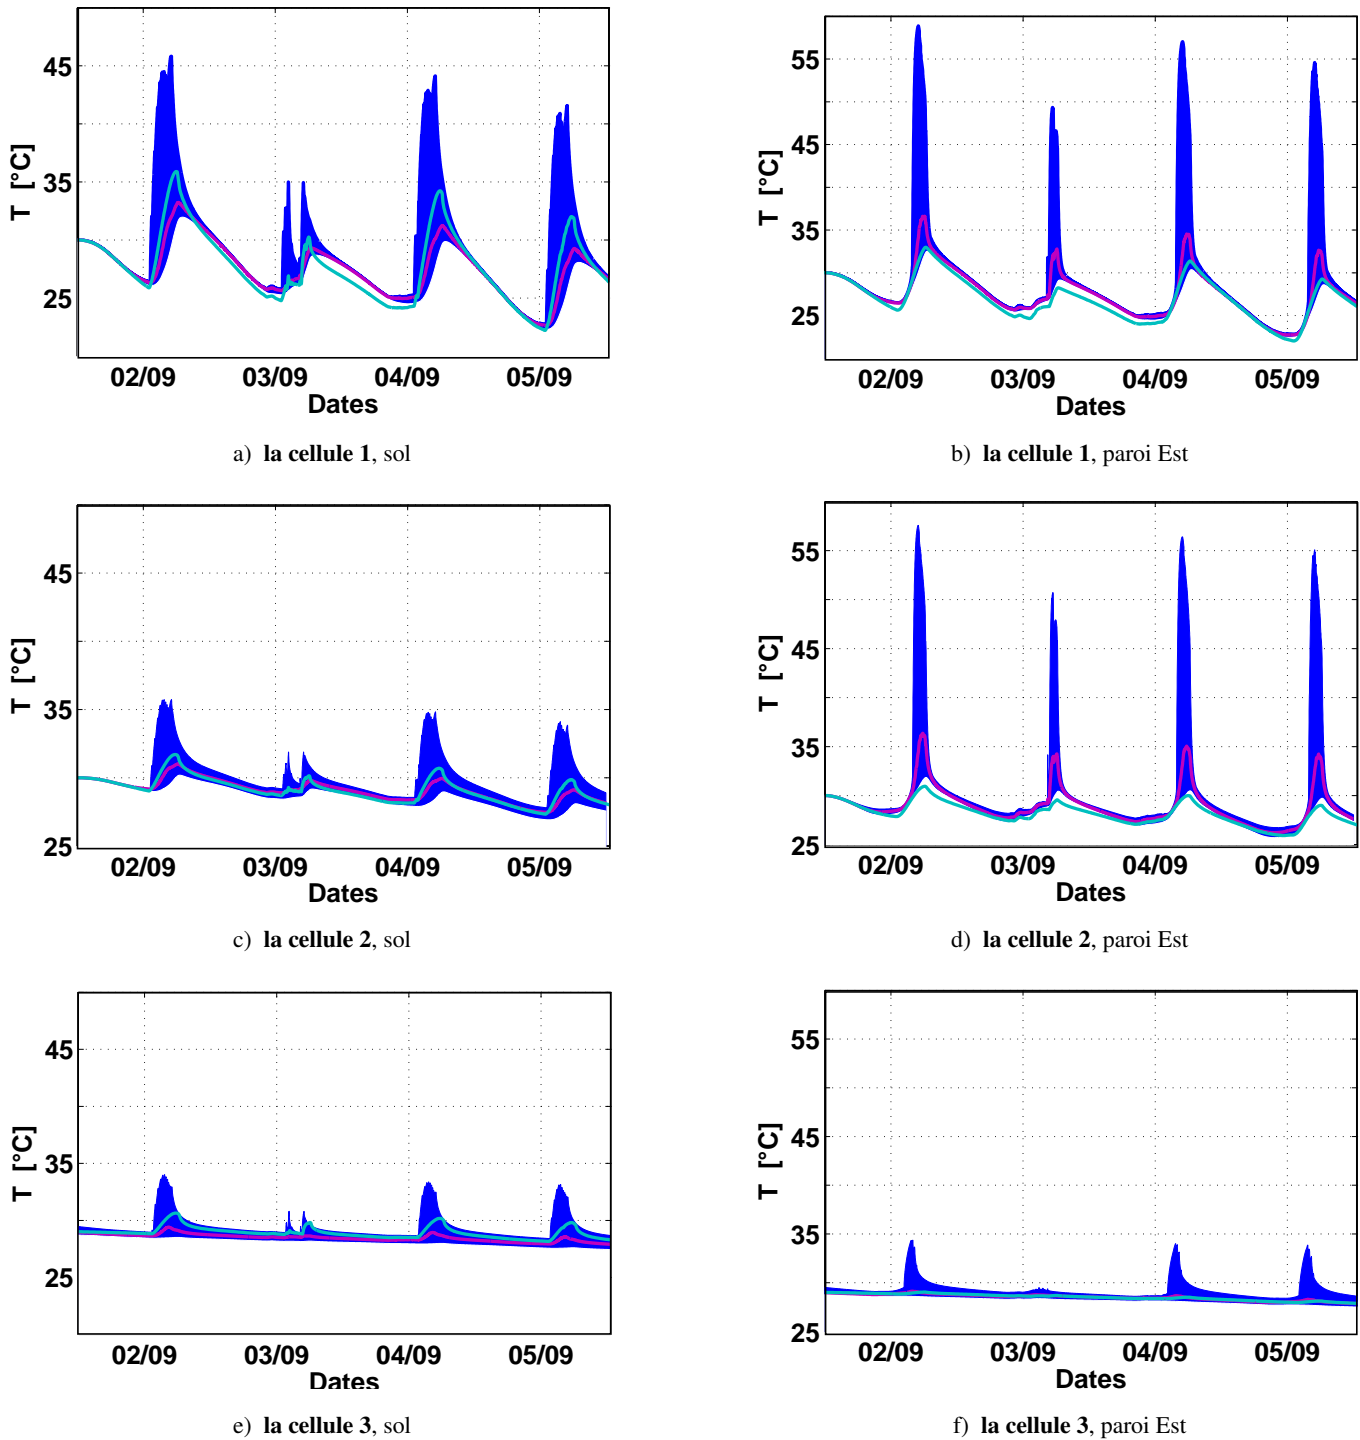 45
35
25
T [°C]
02/09 03/09 04/09 05/09
Dates
a) la cellule 1, sol
55
45
35
25
T [°C]
02/09 03/09 04/09 05/09
Dates
b) la cellule 1, paroi Est
45
35
25
T [°C]
02/09 03/09 04/09 05/09
Dates
c) la cellule 2, sol
55
45
35
25
T [°C]
02/09 03/09 04/09 05/09
Dates
d) la cellule 2, paroi Est
45
35
25
T [°C]
02/09 03/09 04/09 05/09
Dates
e) la cellule 3, sol
55
45
35
25
T [°C]
02/09 03/09 04/09 05/09
Dates
f) la cellule 3, paroi Est